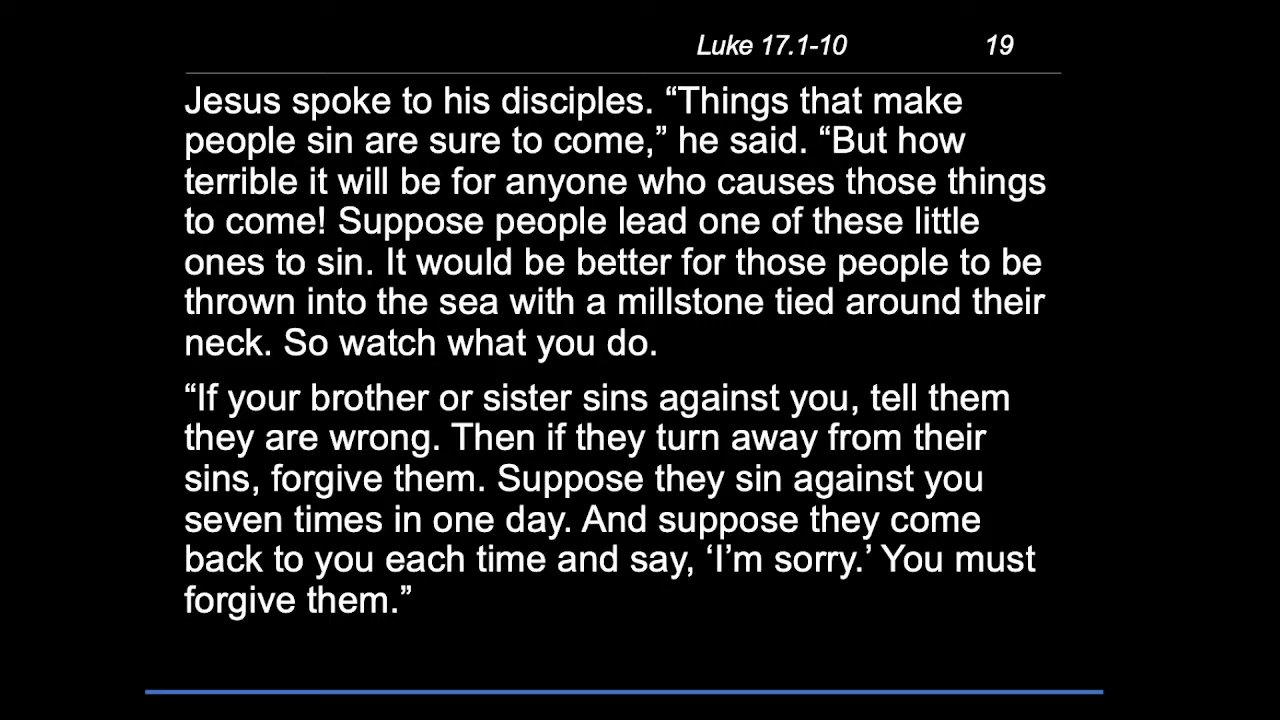 Luke 17.1-10 19
Jesus spoke to his disciples. “Things that make
people sin are sure to come,” he said. “But how
terrible it will be for anyone who causes those things
to come! Suppose people lead one of these little
ones to sin. It would be better for those people to be
thrown into the sea with a millstone tied around their
neck. So watch what you do.
“If your brother or sister sins against you, tell them
they are wrong. Then if they turn away from their
sins, forgive them. Suppose they sin against you
seven times in one day. And suppose they come
back to you each time and say, ‘I’m sorry.’ You must
forgive them.”